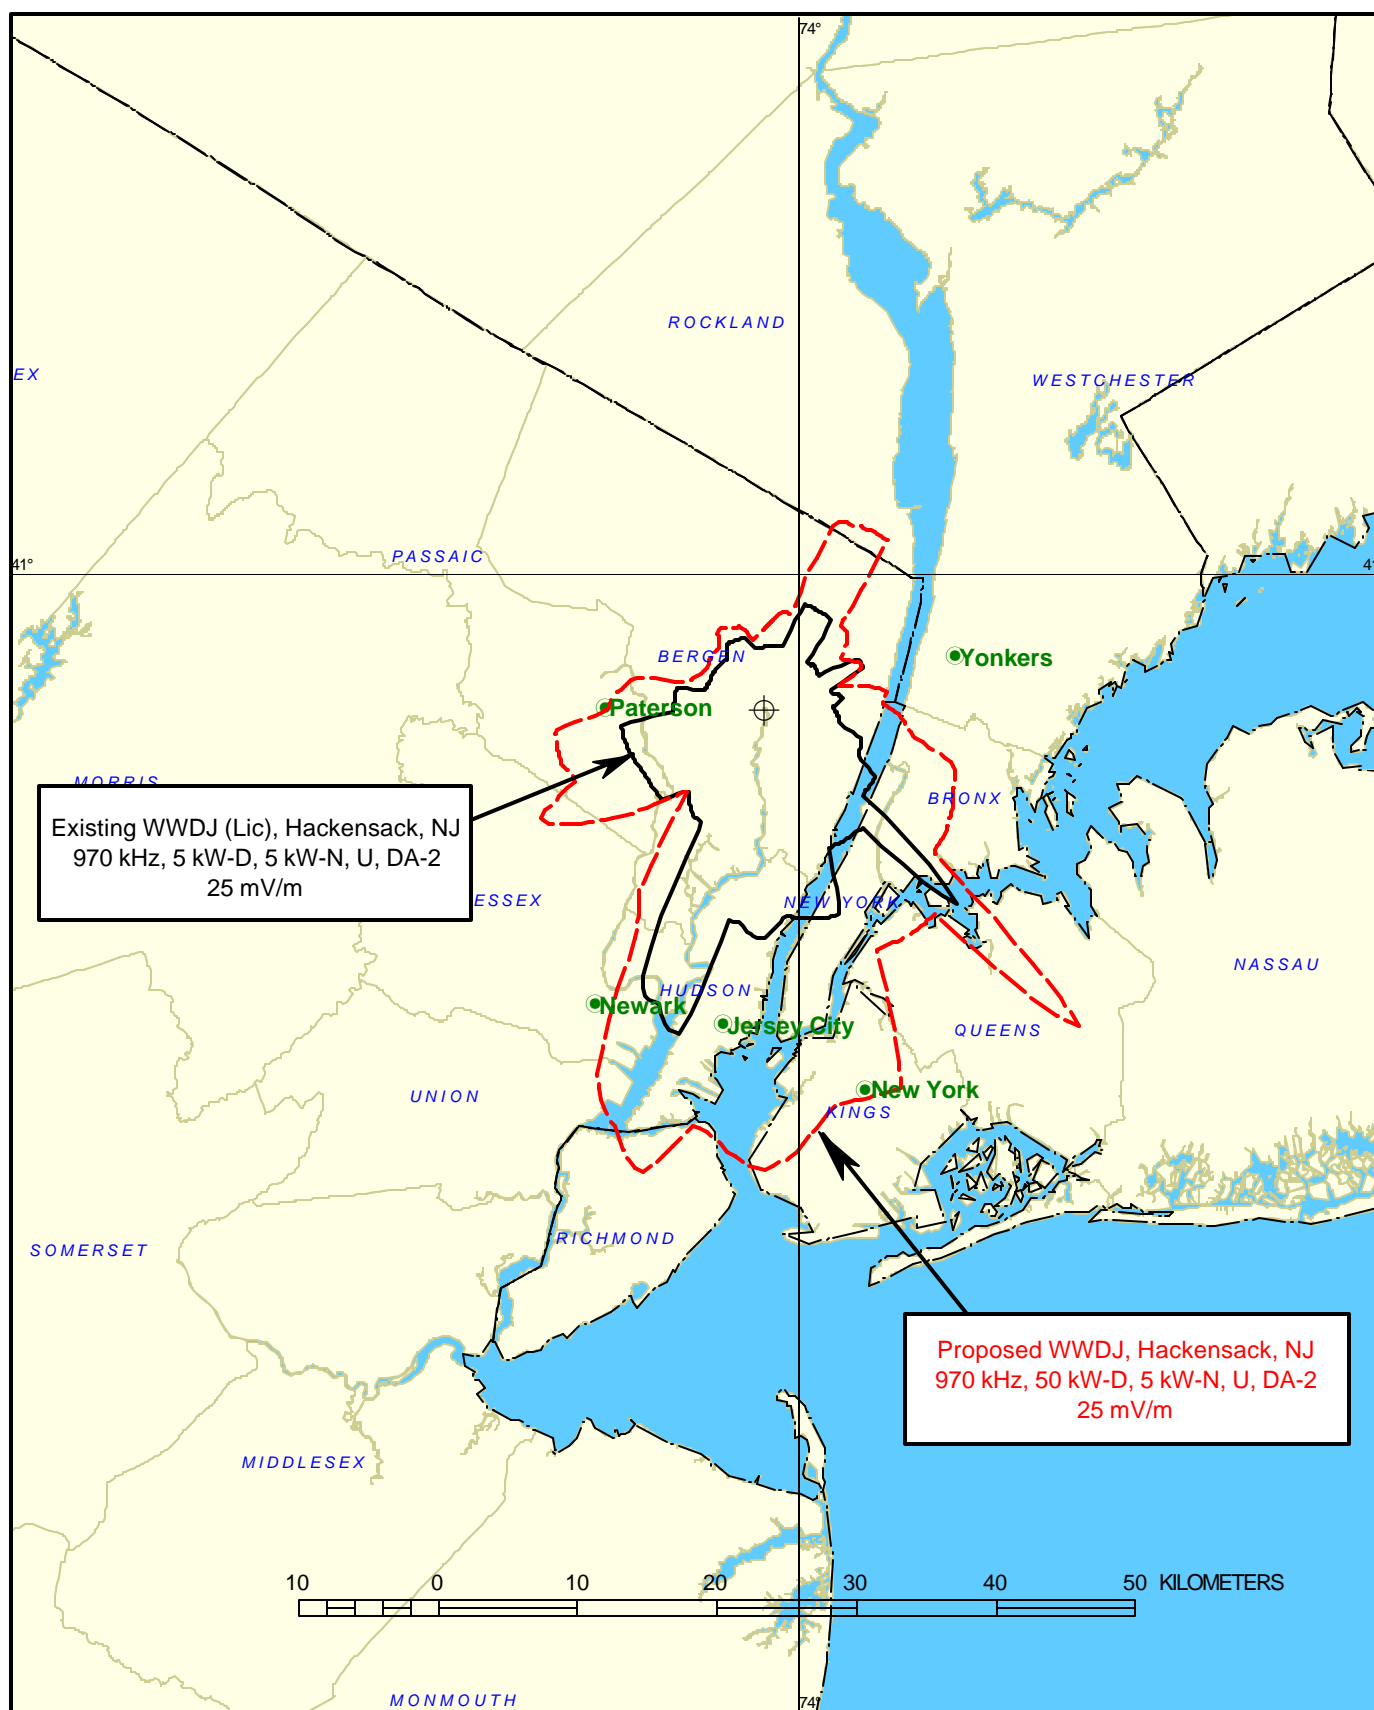 74°
ROCKLAND
EX
WESTCHESTER
PASSAIC
41°
41
BERGEN
Yonkers
Paterson
MORRIS
BRONX
Existing WWDJ (Lic), Hackensack, NJ
970 kHz, 5 kW-D, 5 kW-N, U, DA-2
25 mV/m
ESSEX
NEW YORK
NASSAU
HUDSON
Newark
Jersey City
QUEENS
UNION
New York
KINGS
RICHMOND
SOMERSET
Proposed WWDJ, Hackensack, NJ
970 kHz, 50 kW-D, 5 kW-N, U, DA-2
25 mV/m
MIDDLESEX
10 0 10 20 30 40 50 KILOMETERS
MONMOUTH
74°